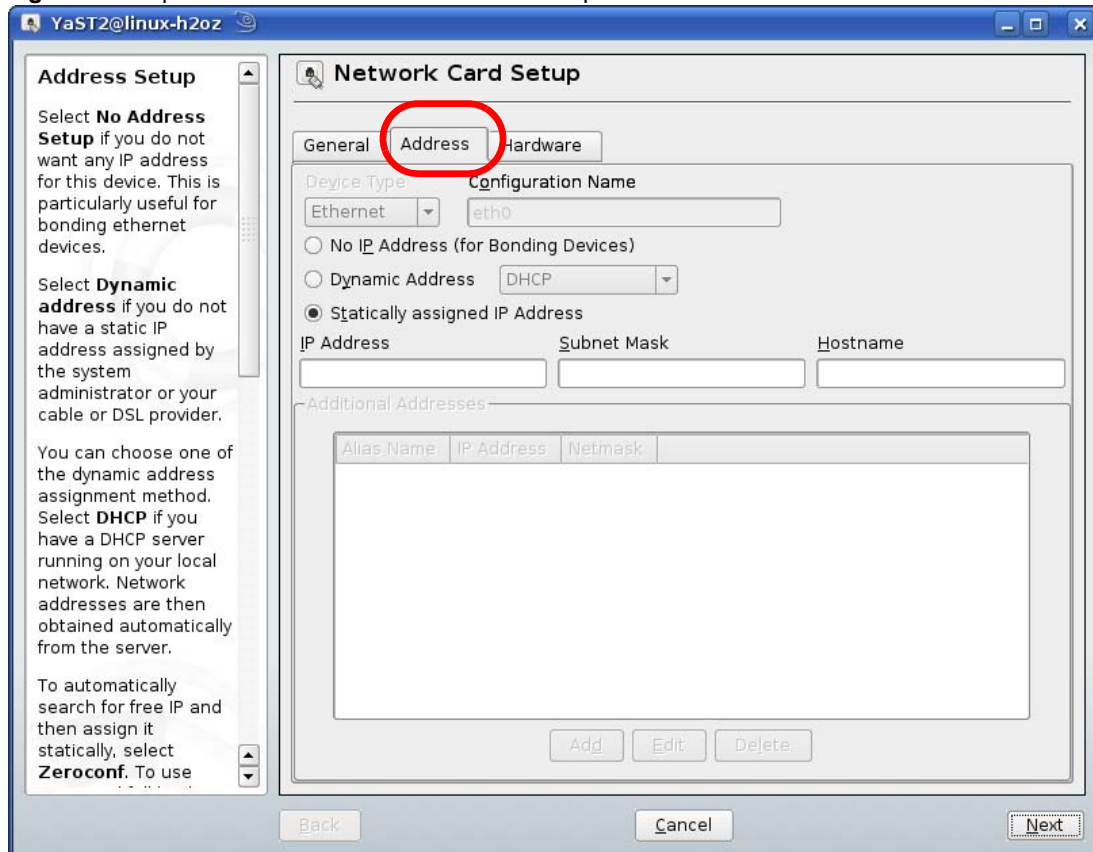 YaST2@linux-h2oz
Address Setup
Select No Address
Setup if you do not
want any IP address
for this device. This is
particularly useful for
bonding ethernet
devices.
Select Dynamic
address if you do not
have a static IP
address assigned by
the system
administrator or your
cable or DSL provider.
You can choose one of
the dynamic address
assignment method.
Select DHCP if you
have a DHCP server
running on your local
network. Network
addresses are then
obtained automatically
from the server.
To automatically
search for free IP and
then assign it
statically, select
Zeroconf. To use
Network Card Setup
General Address Hardware
Device Type Configuration Name
Ethernet eth0
No IP Address (for Bonding Devices)
Dynamic Address DHCP
Statically assigned IP Address
IP Address Subnet Mask Hostname
Additional Addresses
Alias Name IP Address Netmask
Add Edit Delete
Back Cancel Next